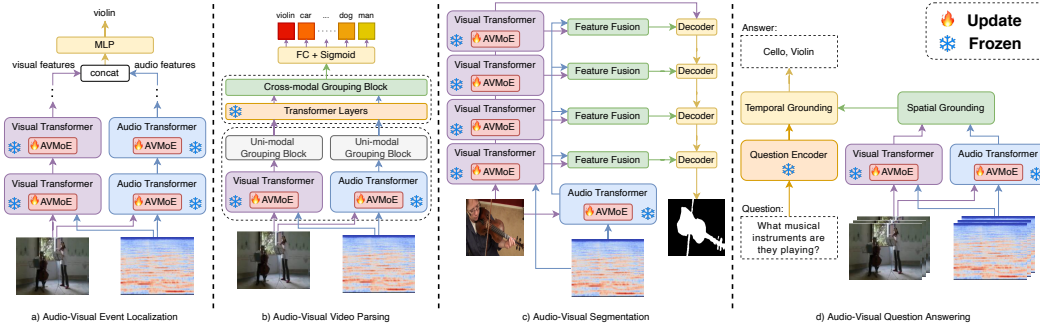 violin
MLP
visual features
audio features
concat
Visual Transformer
AVMoE
Audio Transformer
AVMoE
Visual Transformer
AVMoE
Audio Transformer
AVMoE
a) Audio-Visual Event Localization
violin car ... dog man
......
FC + Sigmoid
Cross-modal Grouping Block
Transformer Layers
Uni-modal
Grouping Block
Uni-modal
Grouping Block
Visual Transformer
AVMoE
Audio Transformer
AVMoE
b) Audio-Visual Video Parsing
Visual Transformer
AVMoE
Feature Fusion
Decoder
Visual Transformer
AVMoE
Feature Fusion
Decoder
Visual Transformer
AVMoE
Feature Fusion
Decoder
Visual Transformer
AVMoE
Feature Fusion
Decoder
Audio Transformer
AVMoE
c) Audio-Visual Segmentation
Update
Frozen
Answer:
Cello, Violin
Temporal Grounding
Spatial Grounding
Question Encoder
Visual Transformer
AVMoE
Audio Transformer
AVMoE
Question:
What musical
instruments are
they playing?
d) Audio-Visual Question Answering